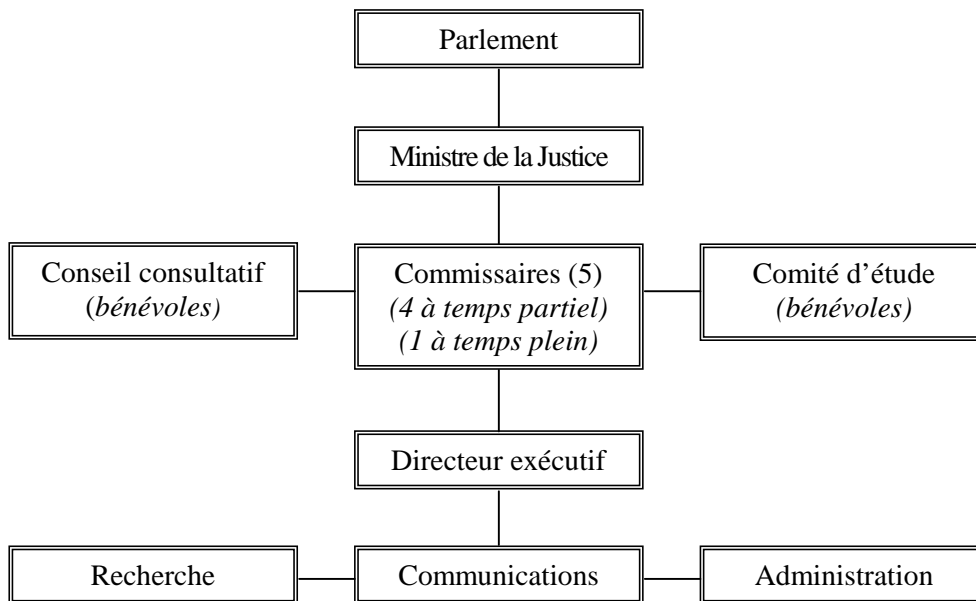 Parlement
Ministre de la Justice
Conseil consultatif
(bénévoles)
Commissaires (5)
(4 à temps partiel)
(1 à temps plein)
Comité d’étude
(bénévoles)
Directeur exécutif
Recherche
Communications
Administration